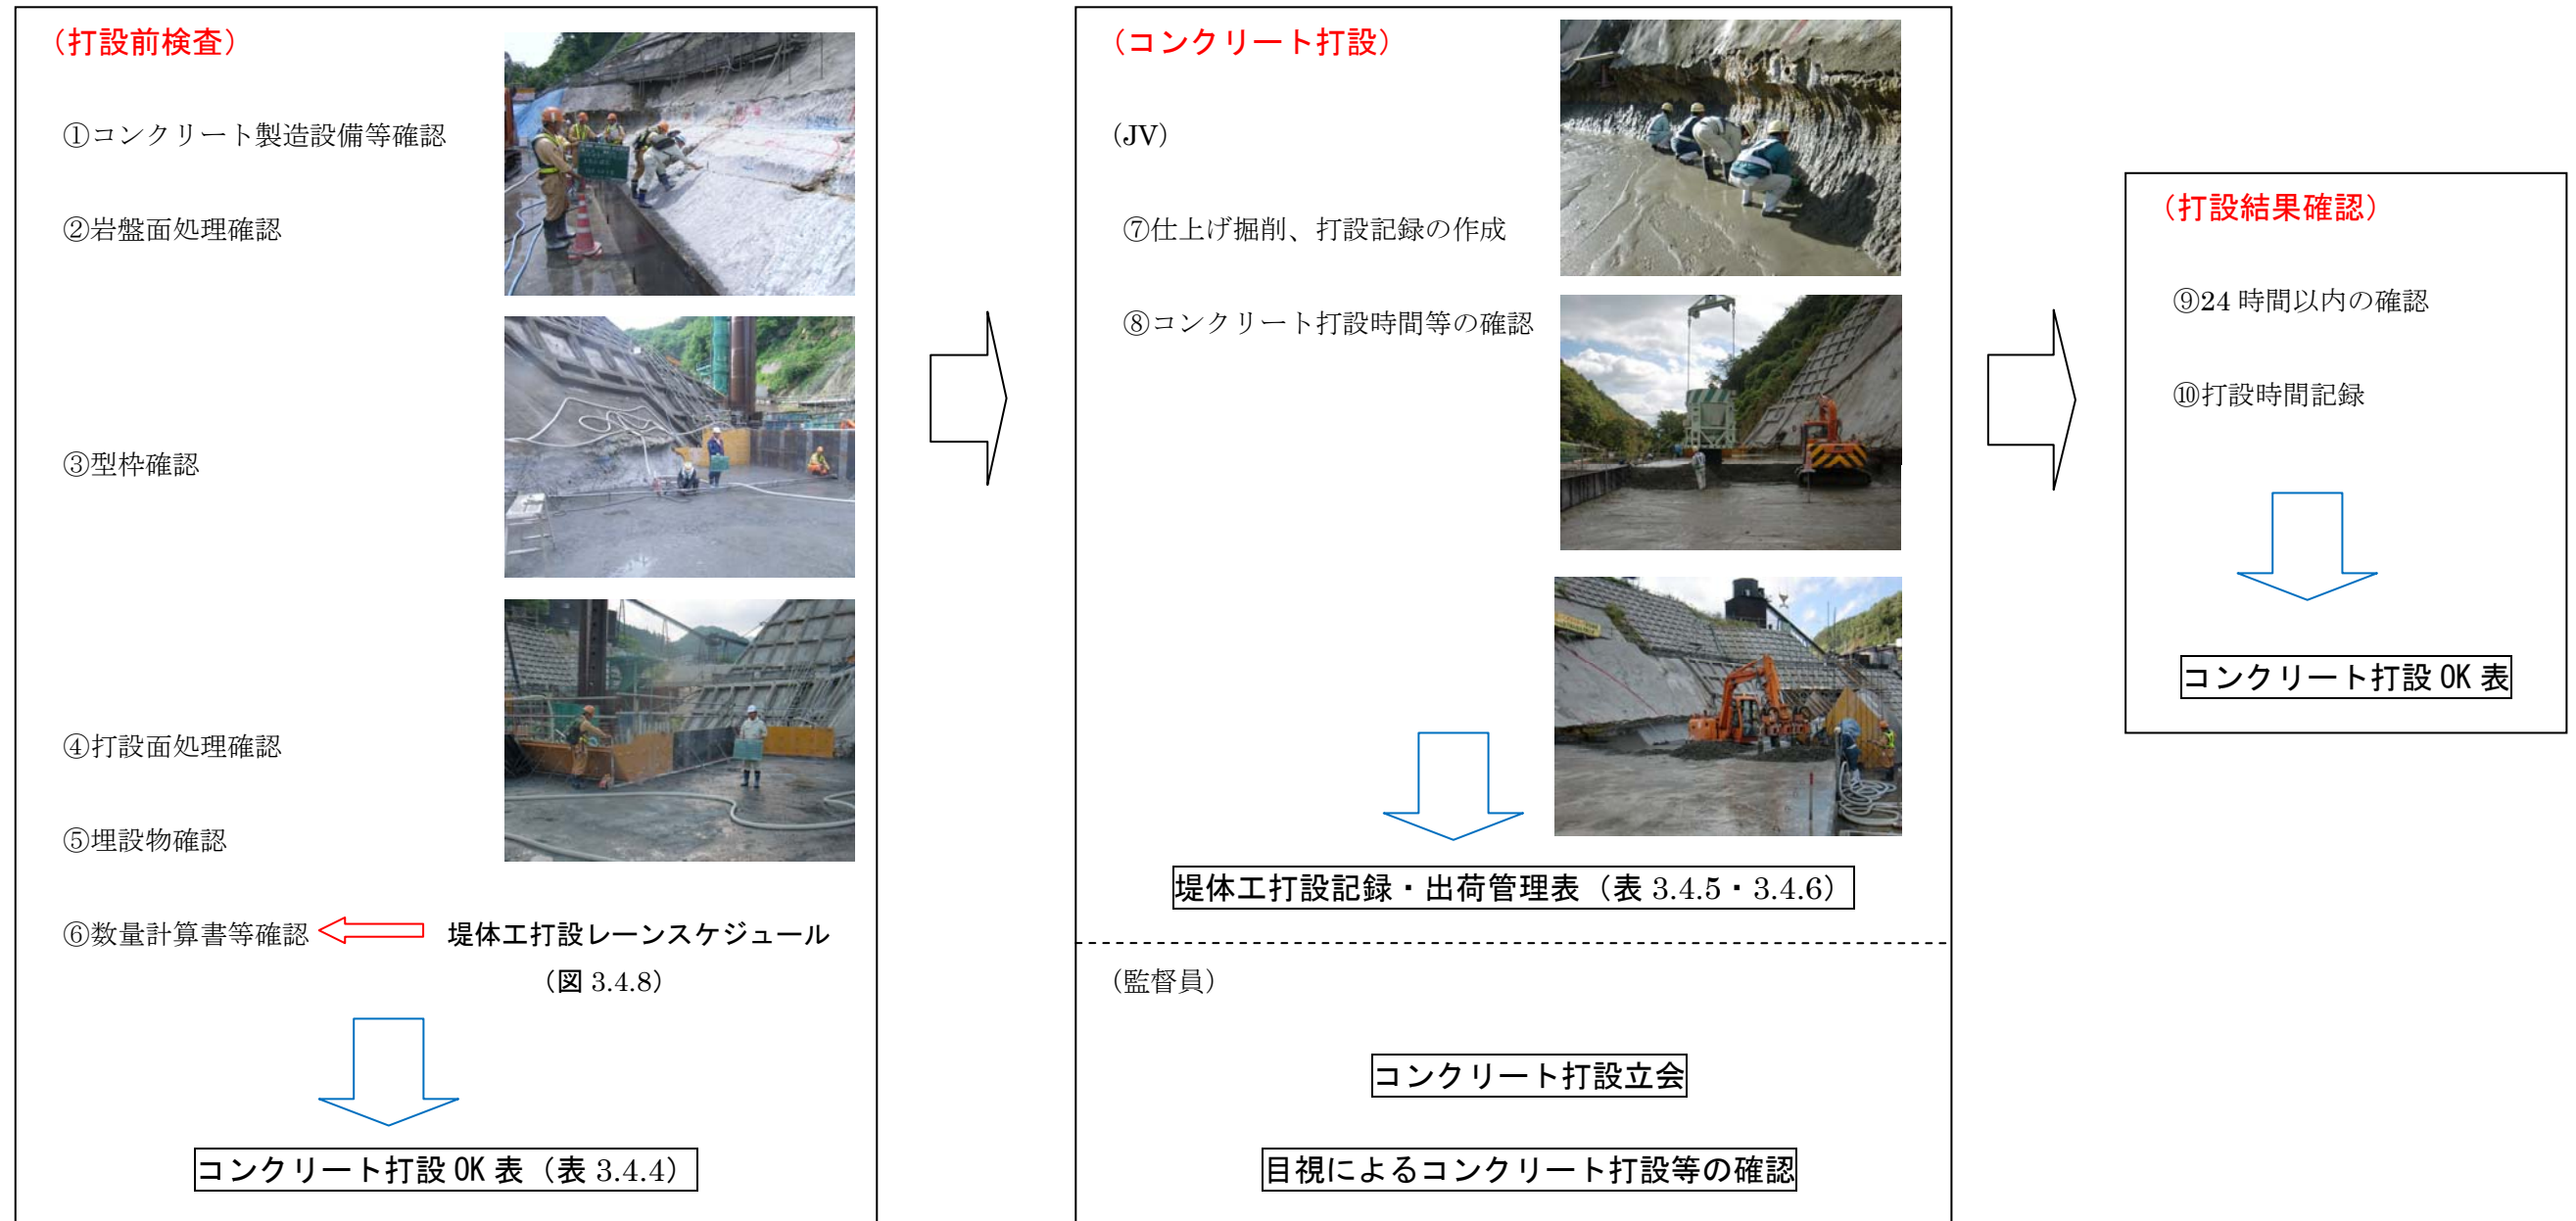 （打設前検査）
①コンクリート製造設備等確認
②岩盤面処理確認
③型枠確認
④打設面処理確認
⑤埋設物確認
⑥数量計算書等確認
堤体工打設レーンスケジュール
（図 3.4.8）
コンクリート打設 OK 表（表 3.4.4）
（コンクリート打設）
（JV）
⑦仕上げ掘削、打設記録の作成
⑧コンクリート打設時間等の確認
堤体工打設記録・出荷管理表（表 3.4.5・3.4.6）
（監督員）
コンクリート打設立会
目視によるコンクリート打設等の確認
（打設結果確認）
⑨24 時間以内の確認
⑩打設時間記録
コンクリート打設 OK 表